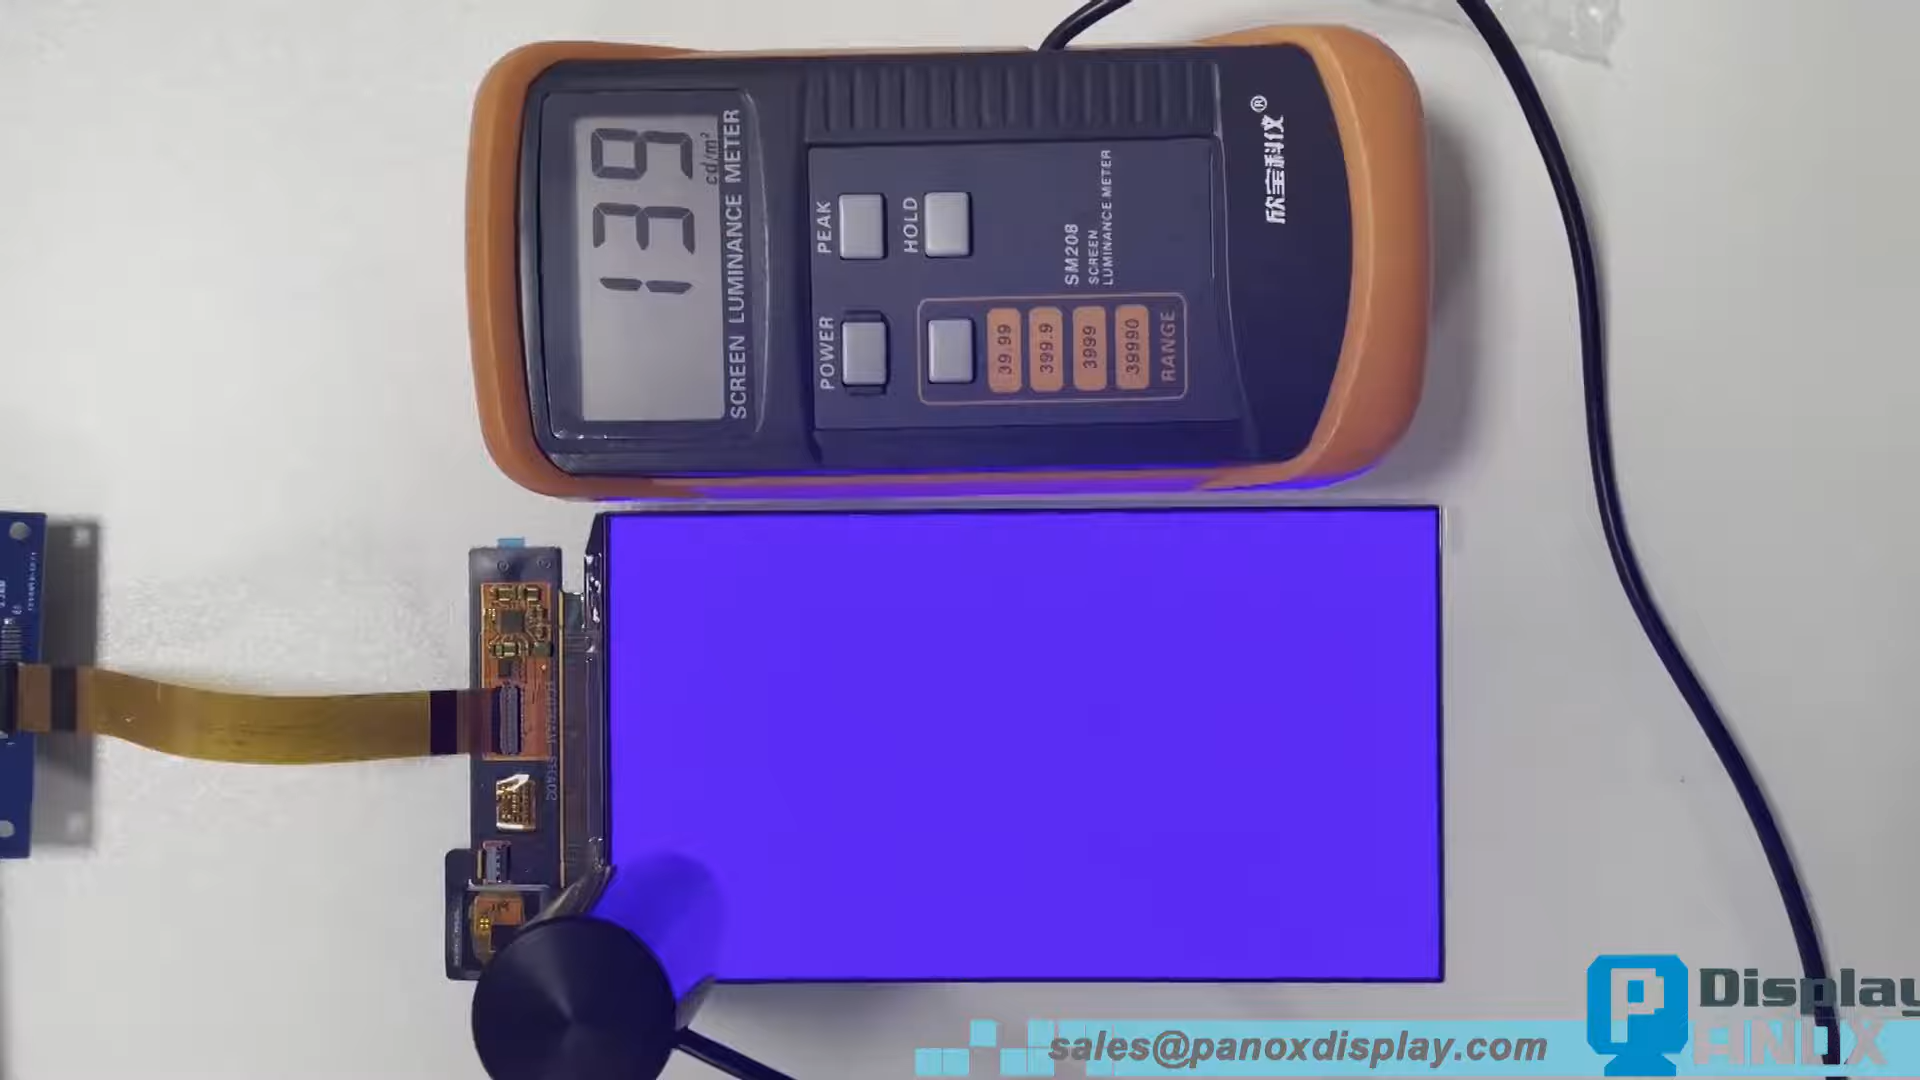 139
cd/m²
SCREEN LUMINANCE METER
PEAK
HOLD
POWER
39.99
399.9
3999
39990
RANGE
SM208
SCREEN
LUMINANCE METER
欣宝科仪®
Display
PANOX
sales@panoxdisplay.com